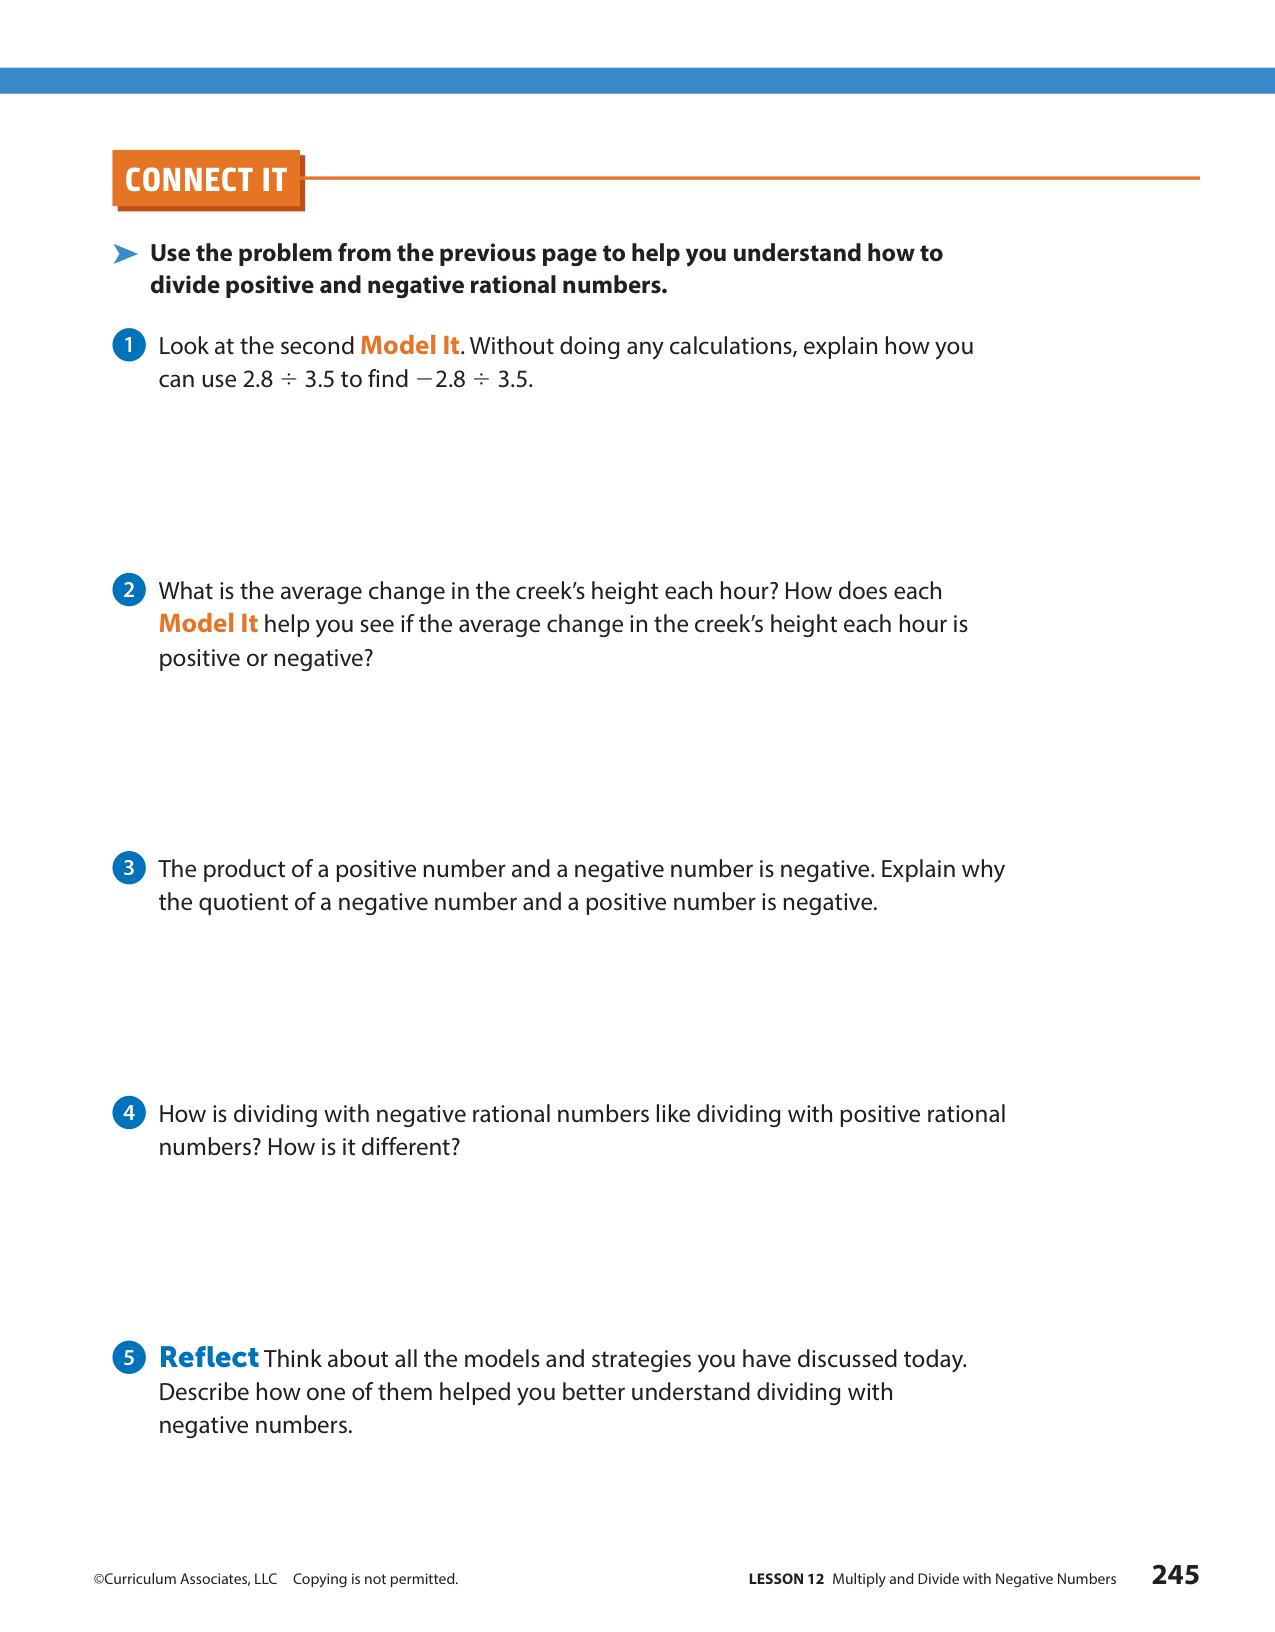 CONNECT IT
➤ Use the problem from the previous page to help you understand how to
divide positive and negative rational numbers.
1 Look at the second Model It. Without doing any calculations, explain how you
can use 2.8 ÷ 3.5 to find −2.8 ÷ 3.5.
2 What is the average change in the creek’s height each hour? How does each
Model It help you see if the average change in the creek’s height each hour is
positive or negative?
3 The product of a positive number and a negative number is negative. Explain why
the quotient of a negative number and a positive number is negative.
4 How is dividing with negative rational numbers like dividing with positive rational
numbers? How is it different?
5 Reflect Think about all the models and strategies you have discussed today.
Describe how one of them helped you better understand dividing with
negative numbers.
©Curriculum Associates, LLC Copying is not permitted. LESSON 12 Multiply and Divide with Negative Numbers 245